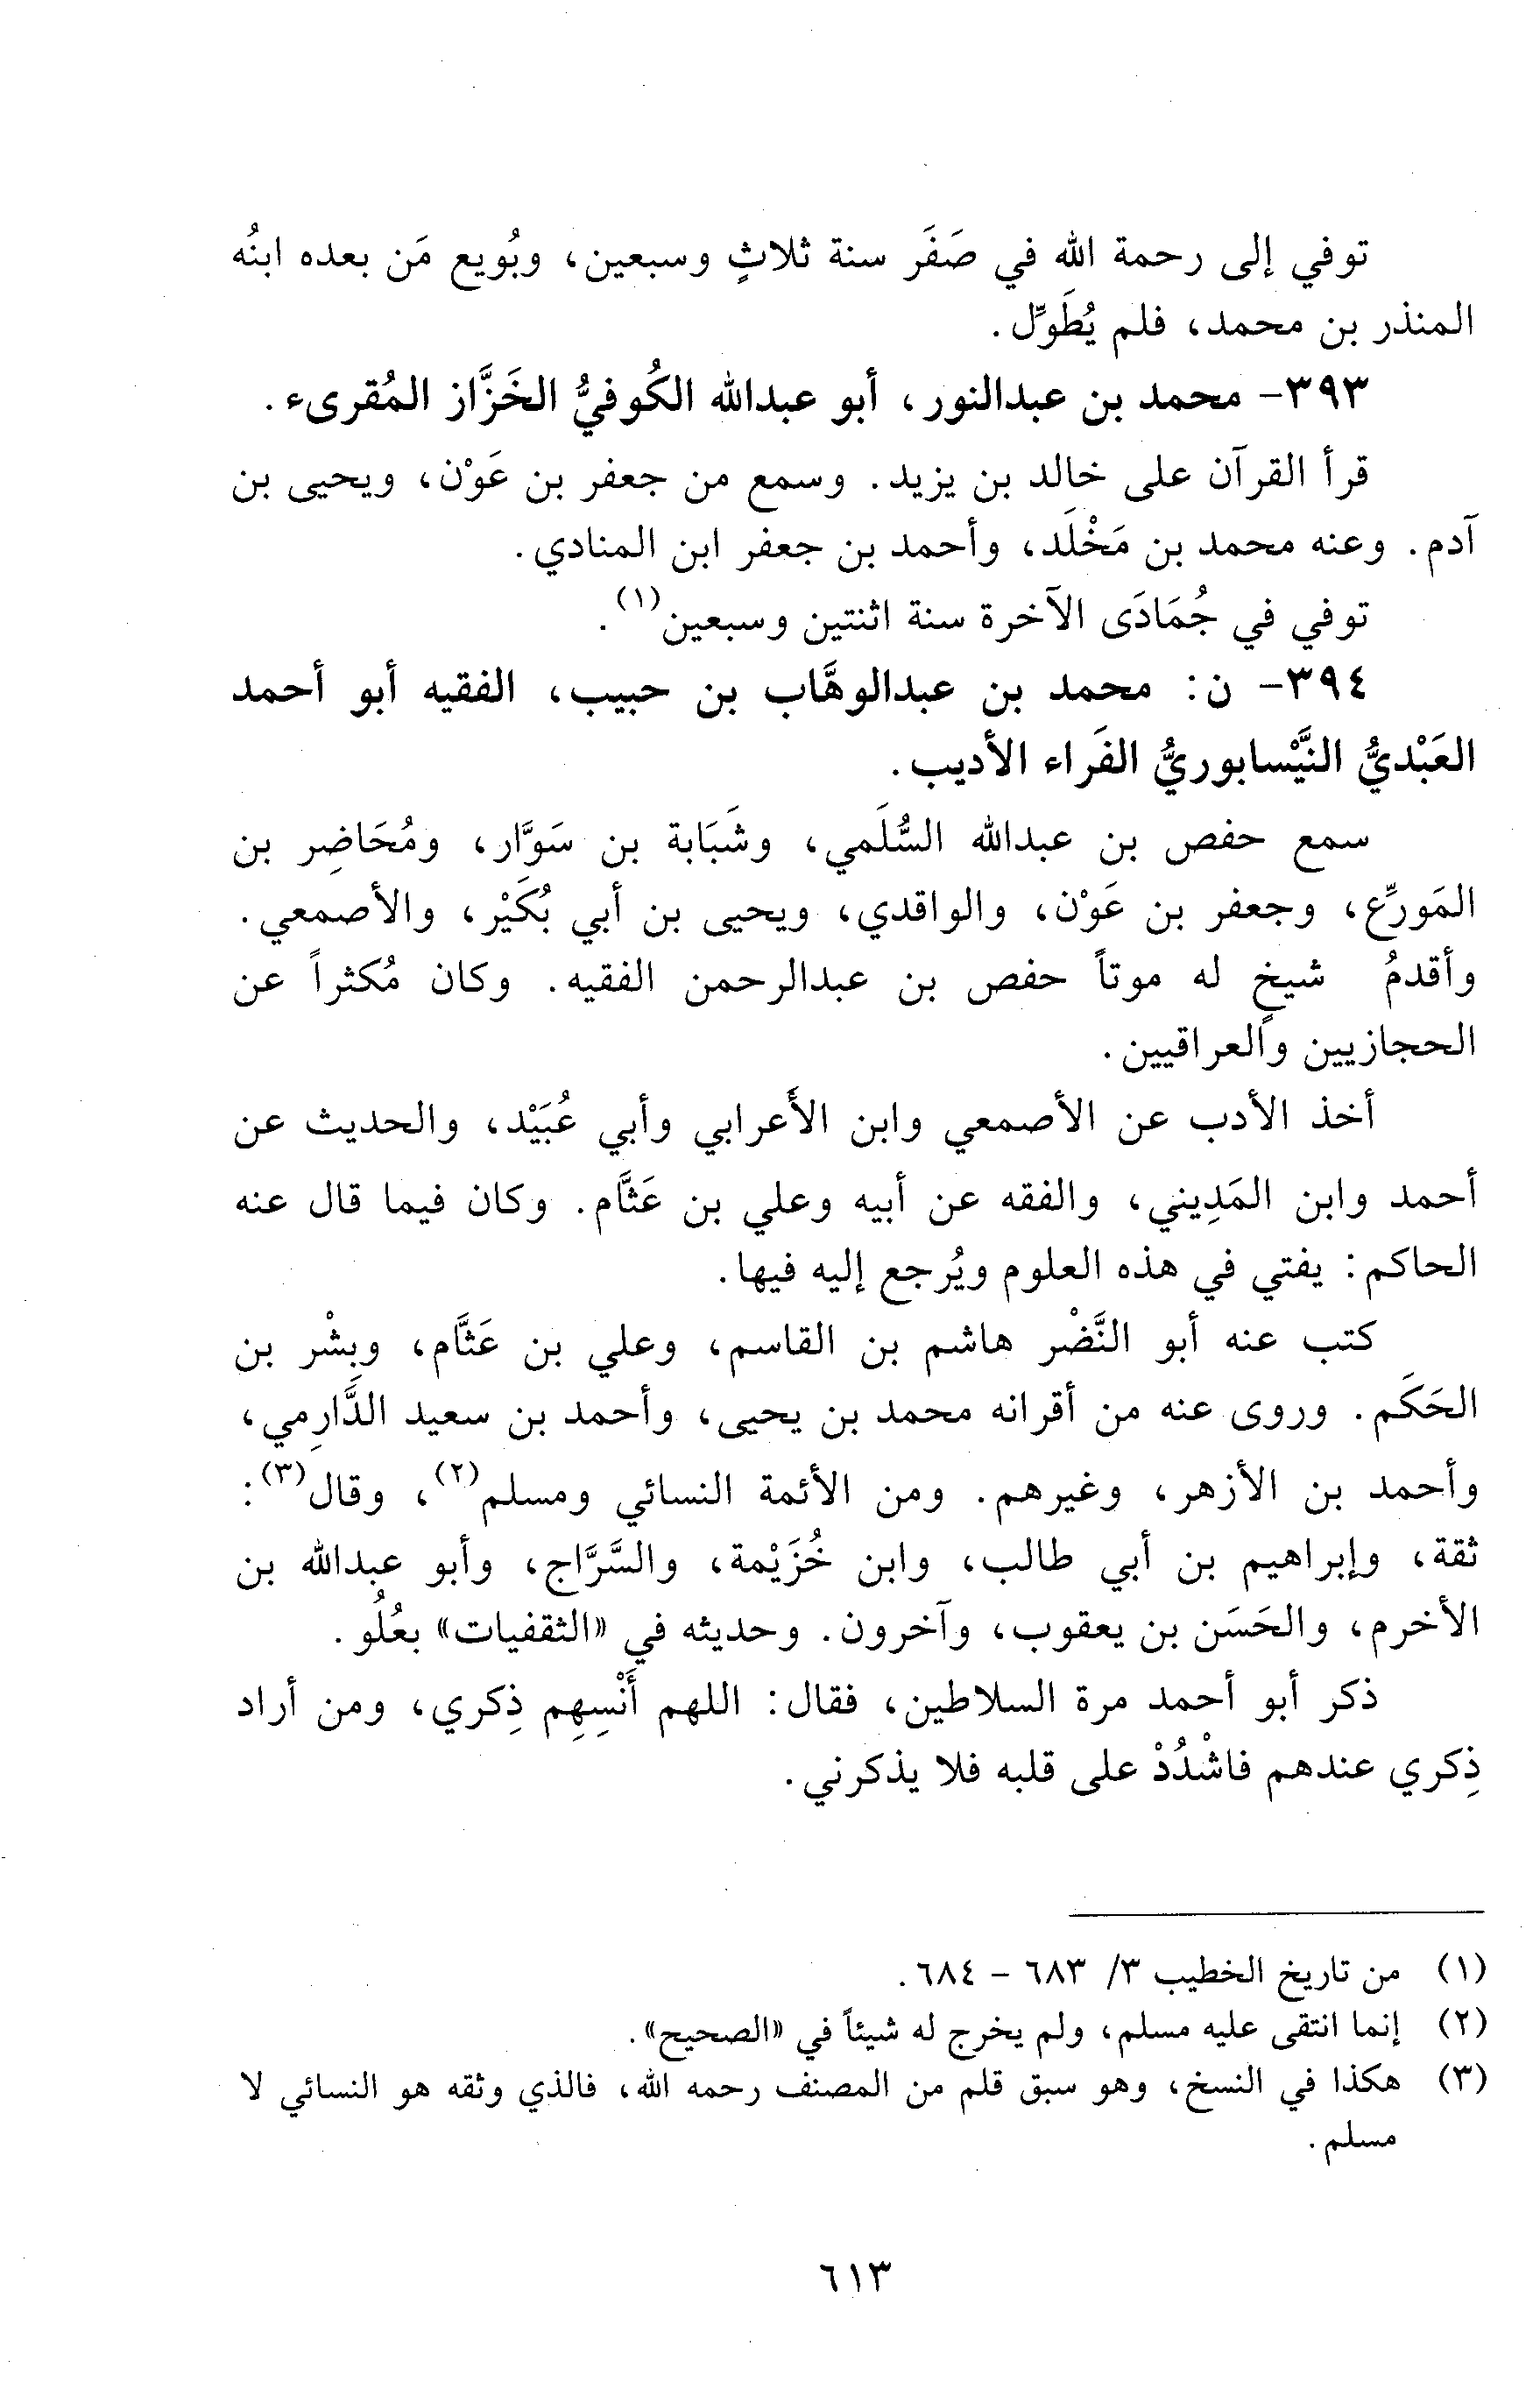 توفي إلى رحمة الله في صَفَر سنة ثلاثٍ وسبعين، وبُويع مَن بعده ابنُه
المنذر بن محمد، فلم يُطَوِّل.
٣٩٣- محمد بن عبدالنور، أبو عبدالله الكُوفيُّ الخَزَّاز المُقرىء.
قرأ القرآن على خالد بن يزيد. وسمع من جعفر بن عَوْن، ويحيى بن
آدم. وعنه محمد بن مَخْلَد، وأحمد بن جعفر ابن المنادي.
توفي في جُمَادَى الآخرة سنة اثنتين وسبعين(١).
٣٩٤- ن: محمد بن عبدالوهَّاب بن حبيب، الفقيه أبو أحمد
العَبْديُّ النَّيْسابوريُّ الفَراء الأديب.
سمع حفص بن عبدالله السُّلَمي، وشَبَابة بن سَوَّار، ومُحَاضِر بن
المَورِّع، وجعفر بن عَوْن، والواقدي، ويحيى بن أبي بُكَيْر، والأصمعي.
وأقدمُ شيخٍ له موتاً حفص بن عبدالرحمن الفقيه. وكان مُكثراً عن
الحجازيين والعراقيين.
أخذ الأدب عن الأصمعي وابن الأَعرابي وأبي عُبَيْد، والحديث عن
أحمد وابن المَدِيني، والفقه عن أبيه وعلي بن عَثَّام. وكان فيما قال عنه
الحاكم: يفتي في هذه العلوم ويُرجع إليه فيها.
كتب عنه أبو النَّضْر هاشم بن القاسم، وعلي بن عَثَّام، وبِشْر بن
الحَكَم. وروى عنه من أقرانه محمد بن يحيى، وأحمد بن سعيد الدَّارِمي،
وأحمد بن الأزهر، وغيرهم. ومن الأئمة النسائي ومسلم(٢)، وقال(٣):
ثقة، وإبراهيم بن أبي طالب، وابن خُزَيْمة، والسَّرَّاج، وأبو عبدالله بن
الأخرم، والحَسَن بن يعقوب، وآخرون. وحديثه في «الثقفيات» بعُلُو.
ذكر أبو أحمد مرة السلاطين، فقال: اللهم أَنْسِهِم ذِكري، ومن أراد
ذِكري عندهم فاشْدُدْ على قلبه فلا يذكرني.
(١) من تاريخ الخطيب ٣/ ٦٨٣ - ٦٨٤.
(٢) إنما انتقى عليه مسلم، ولم يخرج له شيئاً في «الصحيح».
(٣) هكذا في النسخ، وهو سبق قلم من المصنف رحمه الله، فالذي وثقه هو النسائي لا
مسلم.
٦١٣